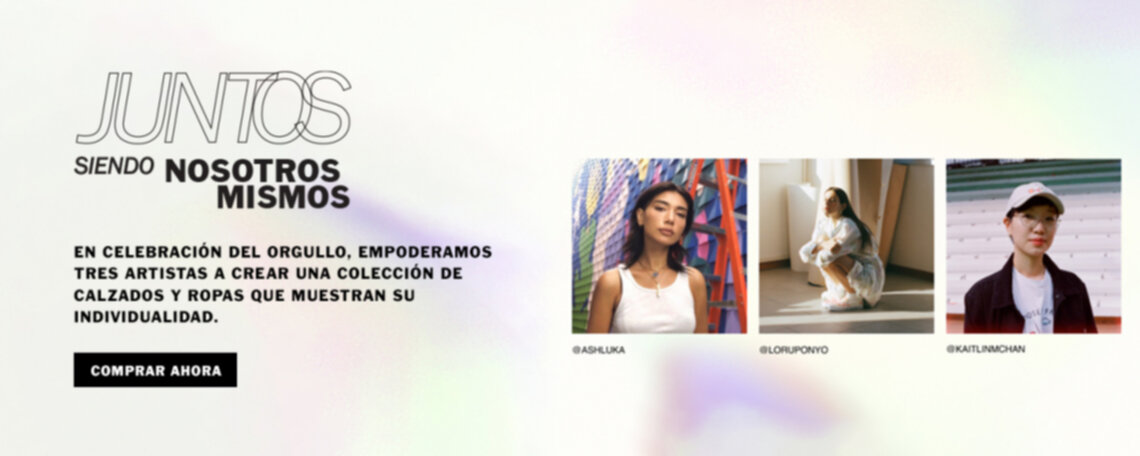 JUNTOS
SIENDO NOSOTROS
MISMOS
EN CELEBRACIÓN DEL ORGULLO, EMPODERAMOS
TRES ARTISTAS A CREAR UNA COLECCIÓN DE
CALZADOS Y ROPAS QUE MUESTRAN SU
INDIVIDUALIDAD.
COMPRAR AHORA
@ASHLUKA
@LORUPONYO
@KAITLINMCHAN